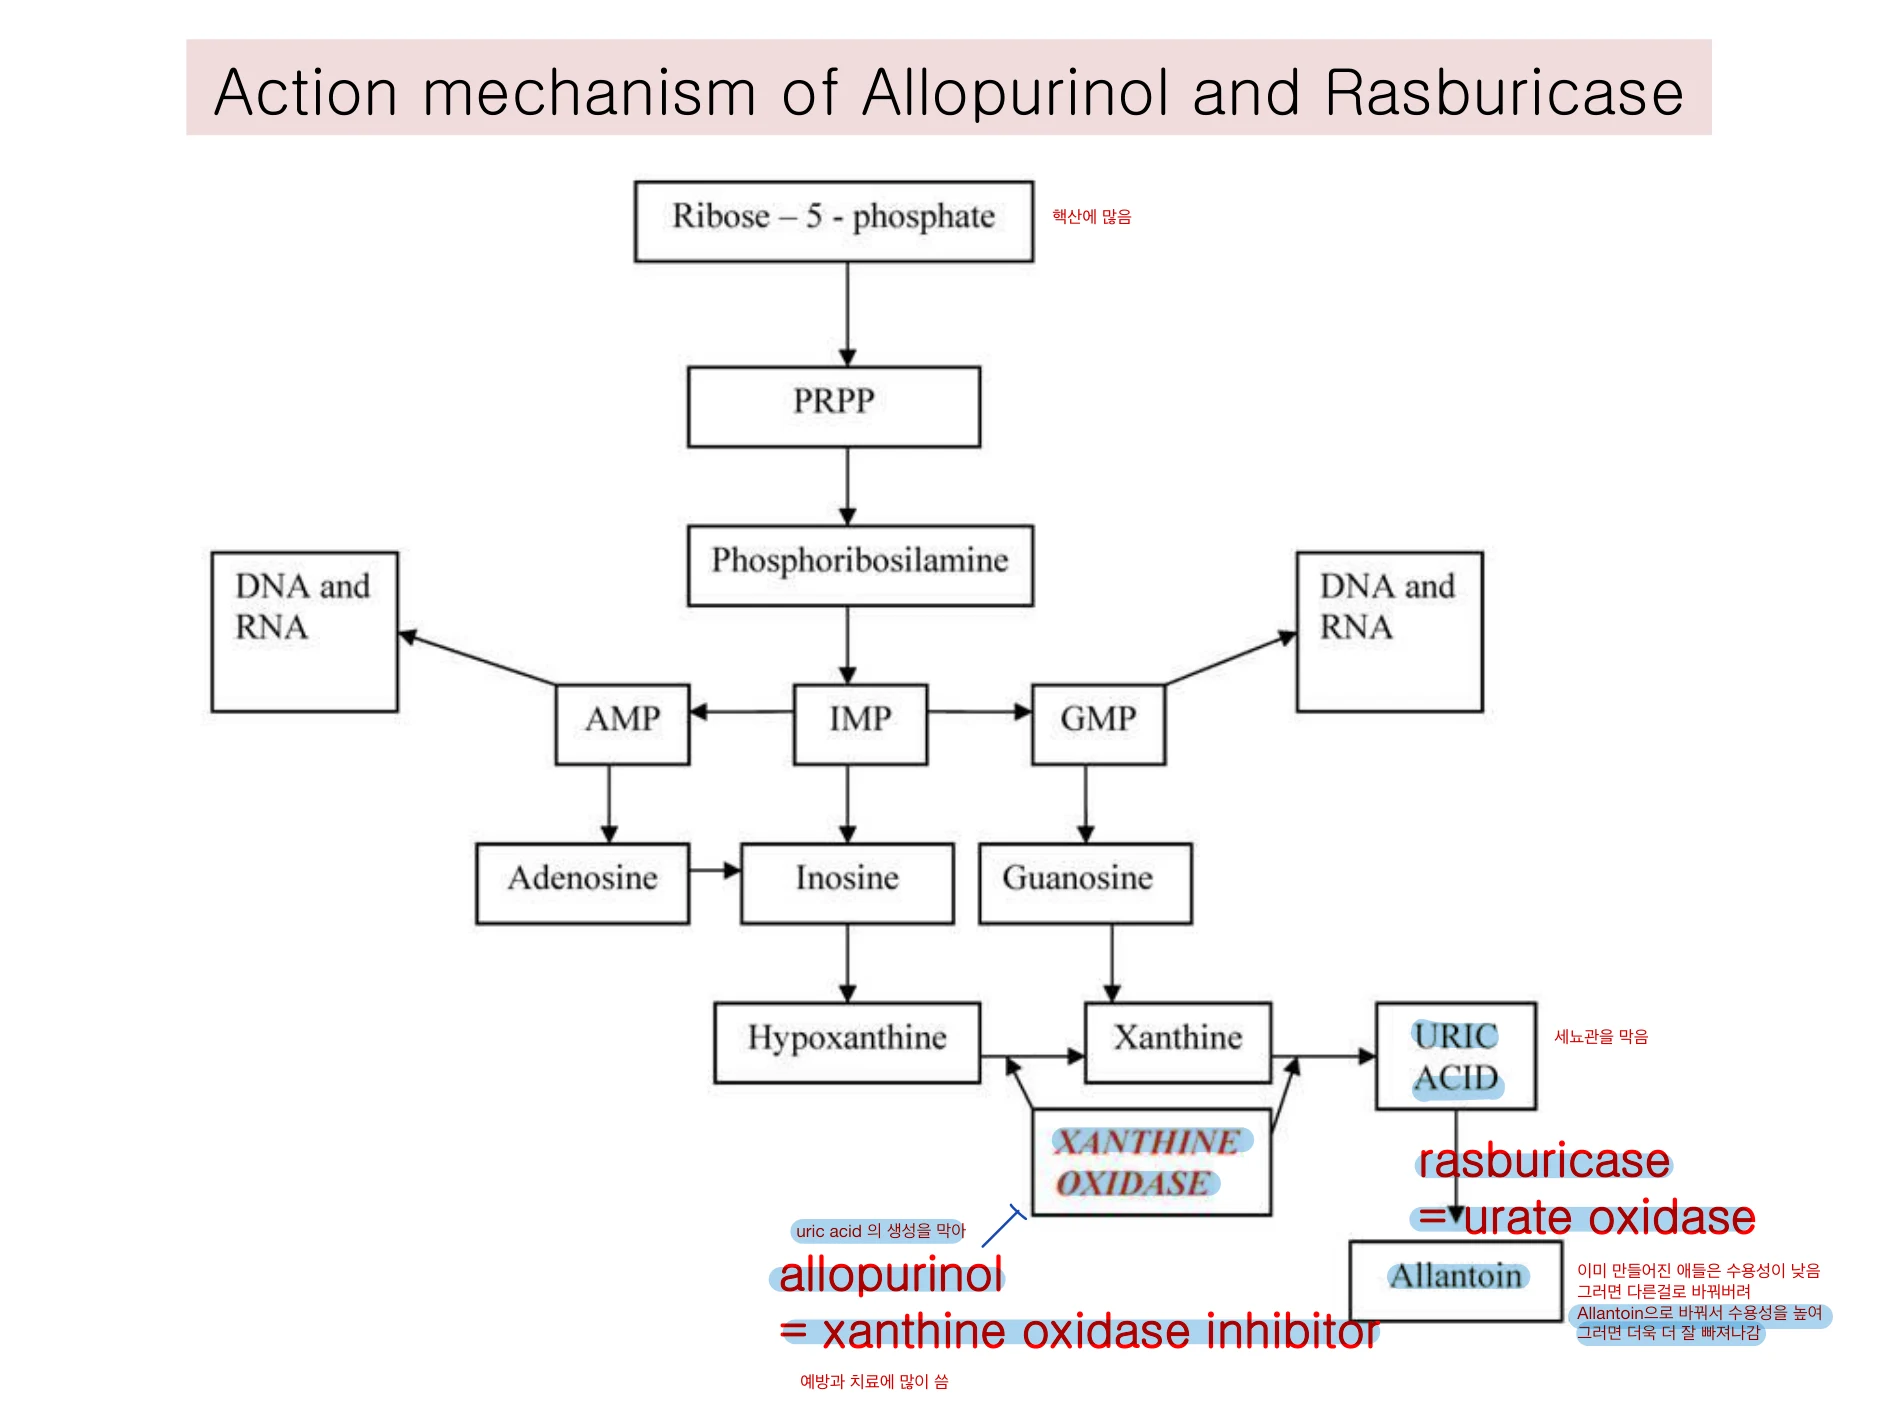 Action mechanism of Allopurinol and Rasburicase
Ribose – 5 - phosphate
핵산에 많음
PRPP
Phosphoribosilamine
DNA and
RNA
DNA and
RNA
AMP
IMP
GMP
Adenosine
Inosine
Guanosine
Hypoxanthine
Xanthine
URIC
ACID
세뇨관을 막음
XANTHINE
OXIDASE
rasburicase
= urate oxidase
uric acid 의 생성을 막아
allopurinol
= xanthine oxidase inhibitor
예방과 치료에 많이 씀
Allantoin
이미 만들어진 애들은 수용성이 낮음
그러면 다른걸로 바꿔버려
Allantoin으로 바꿔서 수용성을 높여
그러면 더욱 더 잘 빠져나감